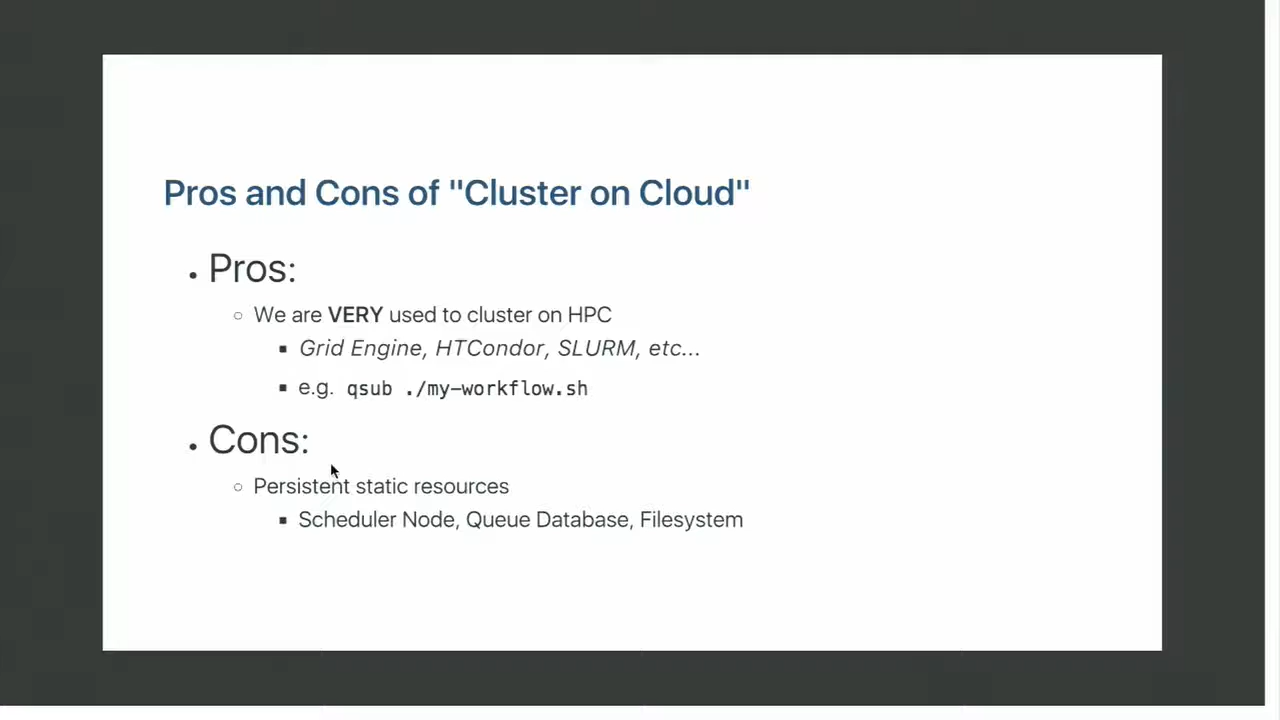 Pros and Cons of "Cluster on Cloud"
• Pros:
○ We are VERY used to cluster on HPC
▪ Grid Engine, HTCondor, SLURM, etc...
▪ e.g. qsub ./my-workflow.sh
• Cons:
○ Persistent static resources
▪ Scheduler Node, Queue Database, Filesystem